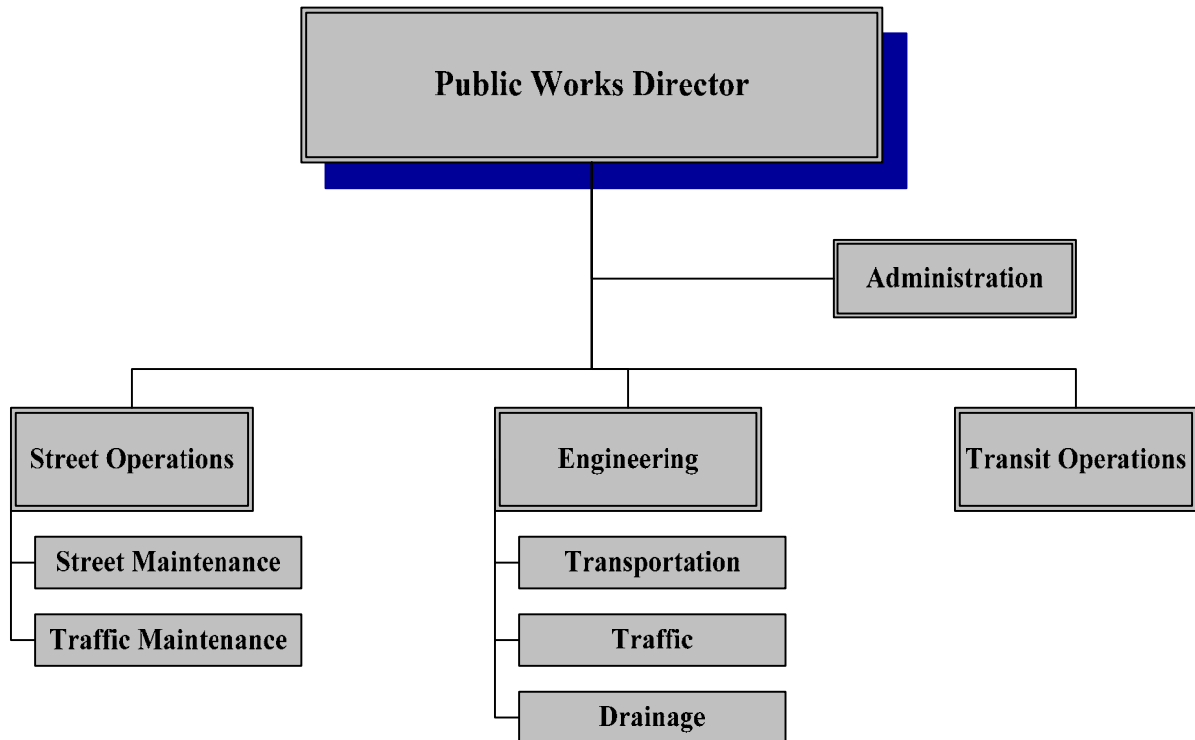 Public Works Director
Administration
Street Operations
Engineering
Transit Operations
Street Maintenance
Transportation
Traffic Maintenance
Traffic
Drainage